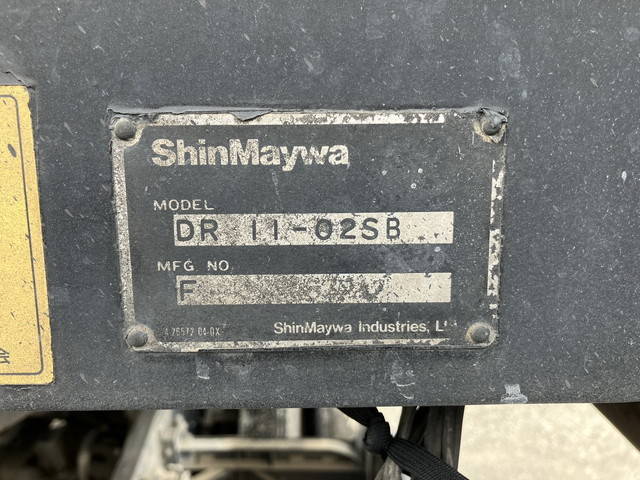 ShinMaywa
MODEL
DR 11-02SB
MFG NO
F
ShinMaywa Industries, L